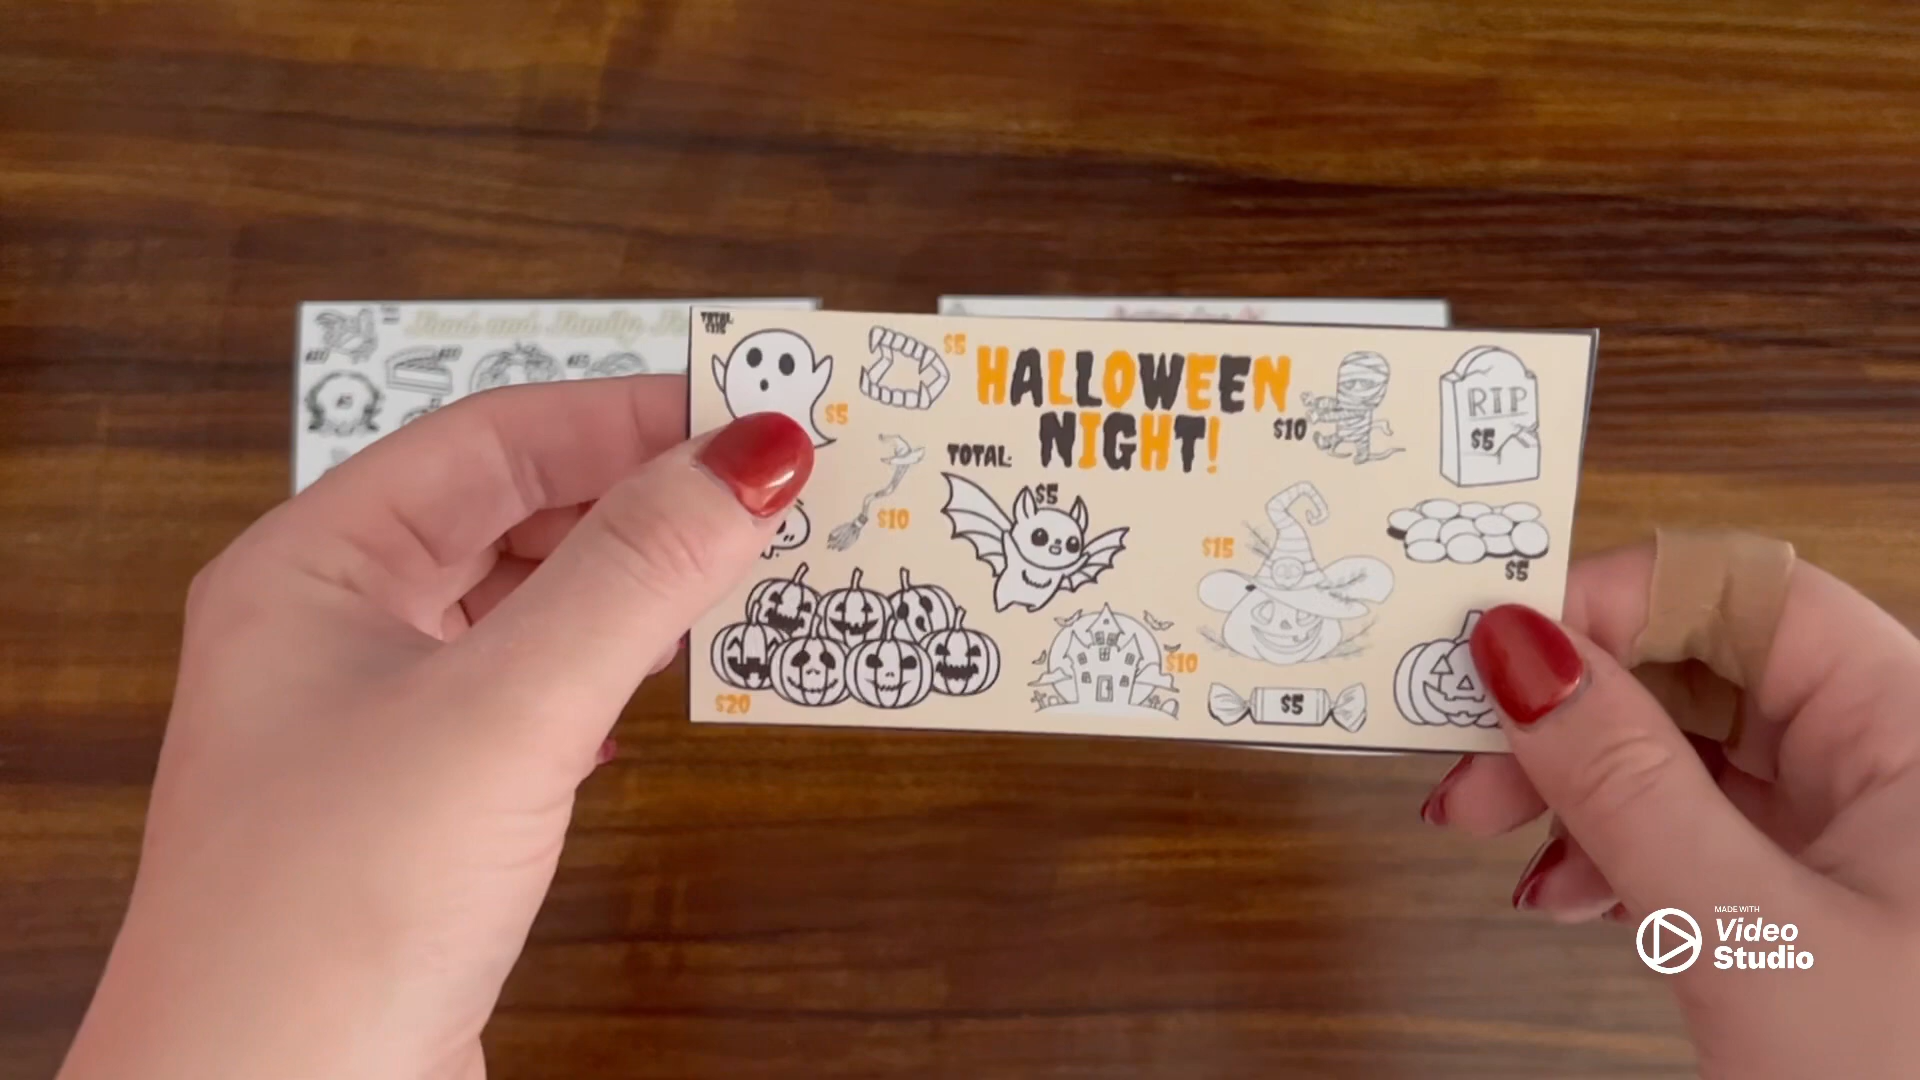 TOTAL:
$5
HALLOWEEN
NIGHT!
TOTAL:
$5
$10
RIP
$5
$10
$5
$15
$5
$20
$10
$5
MADE WITH
Video
Studio